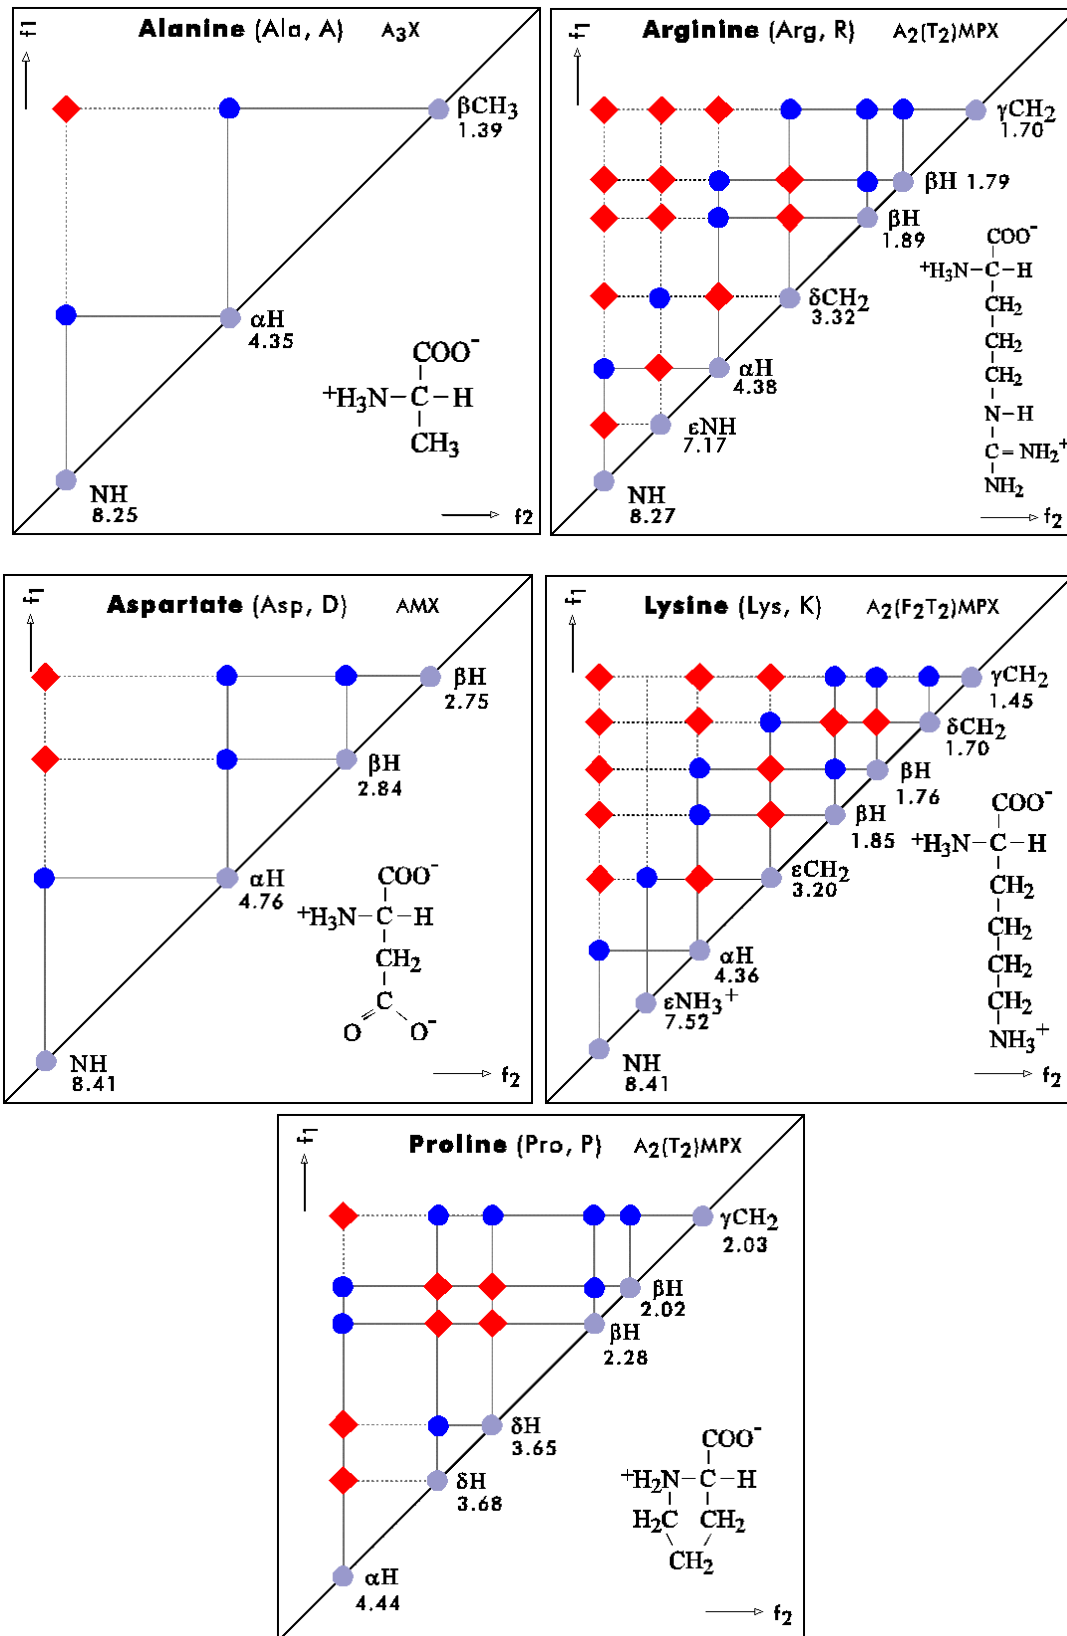 f1
Alanine (Ala, A) A3X
βCH3
1.39
αH
4.35
COO-
+H3N-C-H
CH3
NH
8.25
f2
f1
Arginine (Arg, R) A2(T2)MPX
γCH2
1.70
βH 1.79
βH
1.89
δCH2
3.32
αH
4.38
εNH
7.17
NH
8.27
COO-
+H3N-C-H
CH2
CH2
CH2
N-H
C=NH2+
NH2
f2
f1
Aspartate (Asp, D) AMX
βH
2.75
βH
2.84
αH
4.76
COO-
+H3N-C-H
CH2
C
O O-
NH
8.41
f2
f1
Lysine (Lys, K) A2(F2T2)MPX
γCH2
1.45
δCH2
1.70
βH
1.76
βH
1.85
εCH2
3.20
αH
4.36
εNH3+
7.52
NH
8.41
COO-
+H3N-C-H
CH2
CH2
CH2
CH2
NH3+
f2
f1
Proline (Pro, P) A2(T2)MPX
γCH2
2.03
βH
2.02
βH
2.28
δH
3.65
δH
3.68
αH
4.44
COO-
+H2N-C-H
H2C CH2
CH2
f2